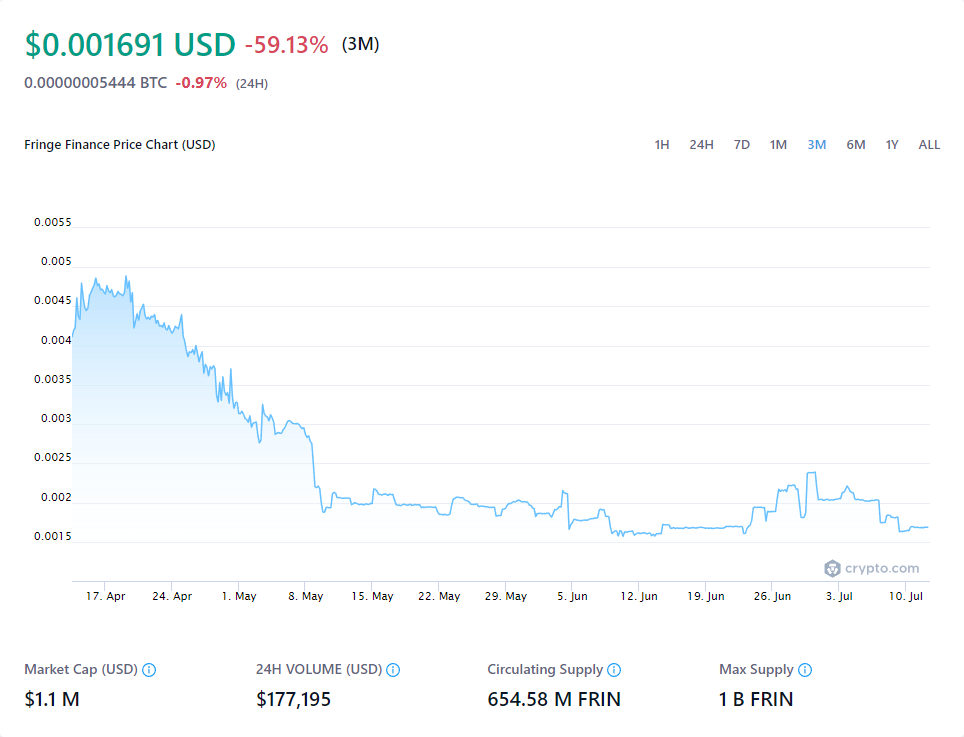 $0.001691 USD -59.13% (3M)
0.00000005444 BTC -0.97% (24H)
Fringe Finance Price Chart (USD) 1H 24H 7D 1M 3M 6M 1Y ALL
0.0055
0.005
0.0045
0.004
0.0035
0.003
0.0025
0.002
0.0015
crypto.com
17. Apr 24. Apr 1. May 8. May 15. May 22. May 29. May 5. Jun 12. Jun 19. Jun 26. Jun 3. Jul 10. Jul
Market Cap (USD) 24H VOLUME (USD) Circulating Supply Max Supply
$1.1 M $177,195 654.58 M FRIN 1 B FRIN